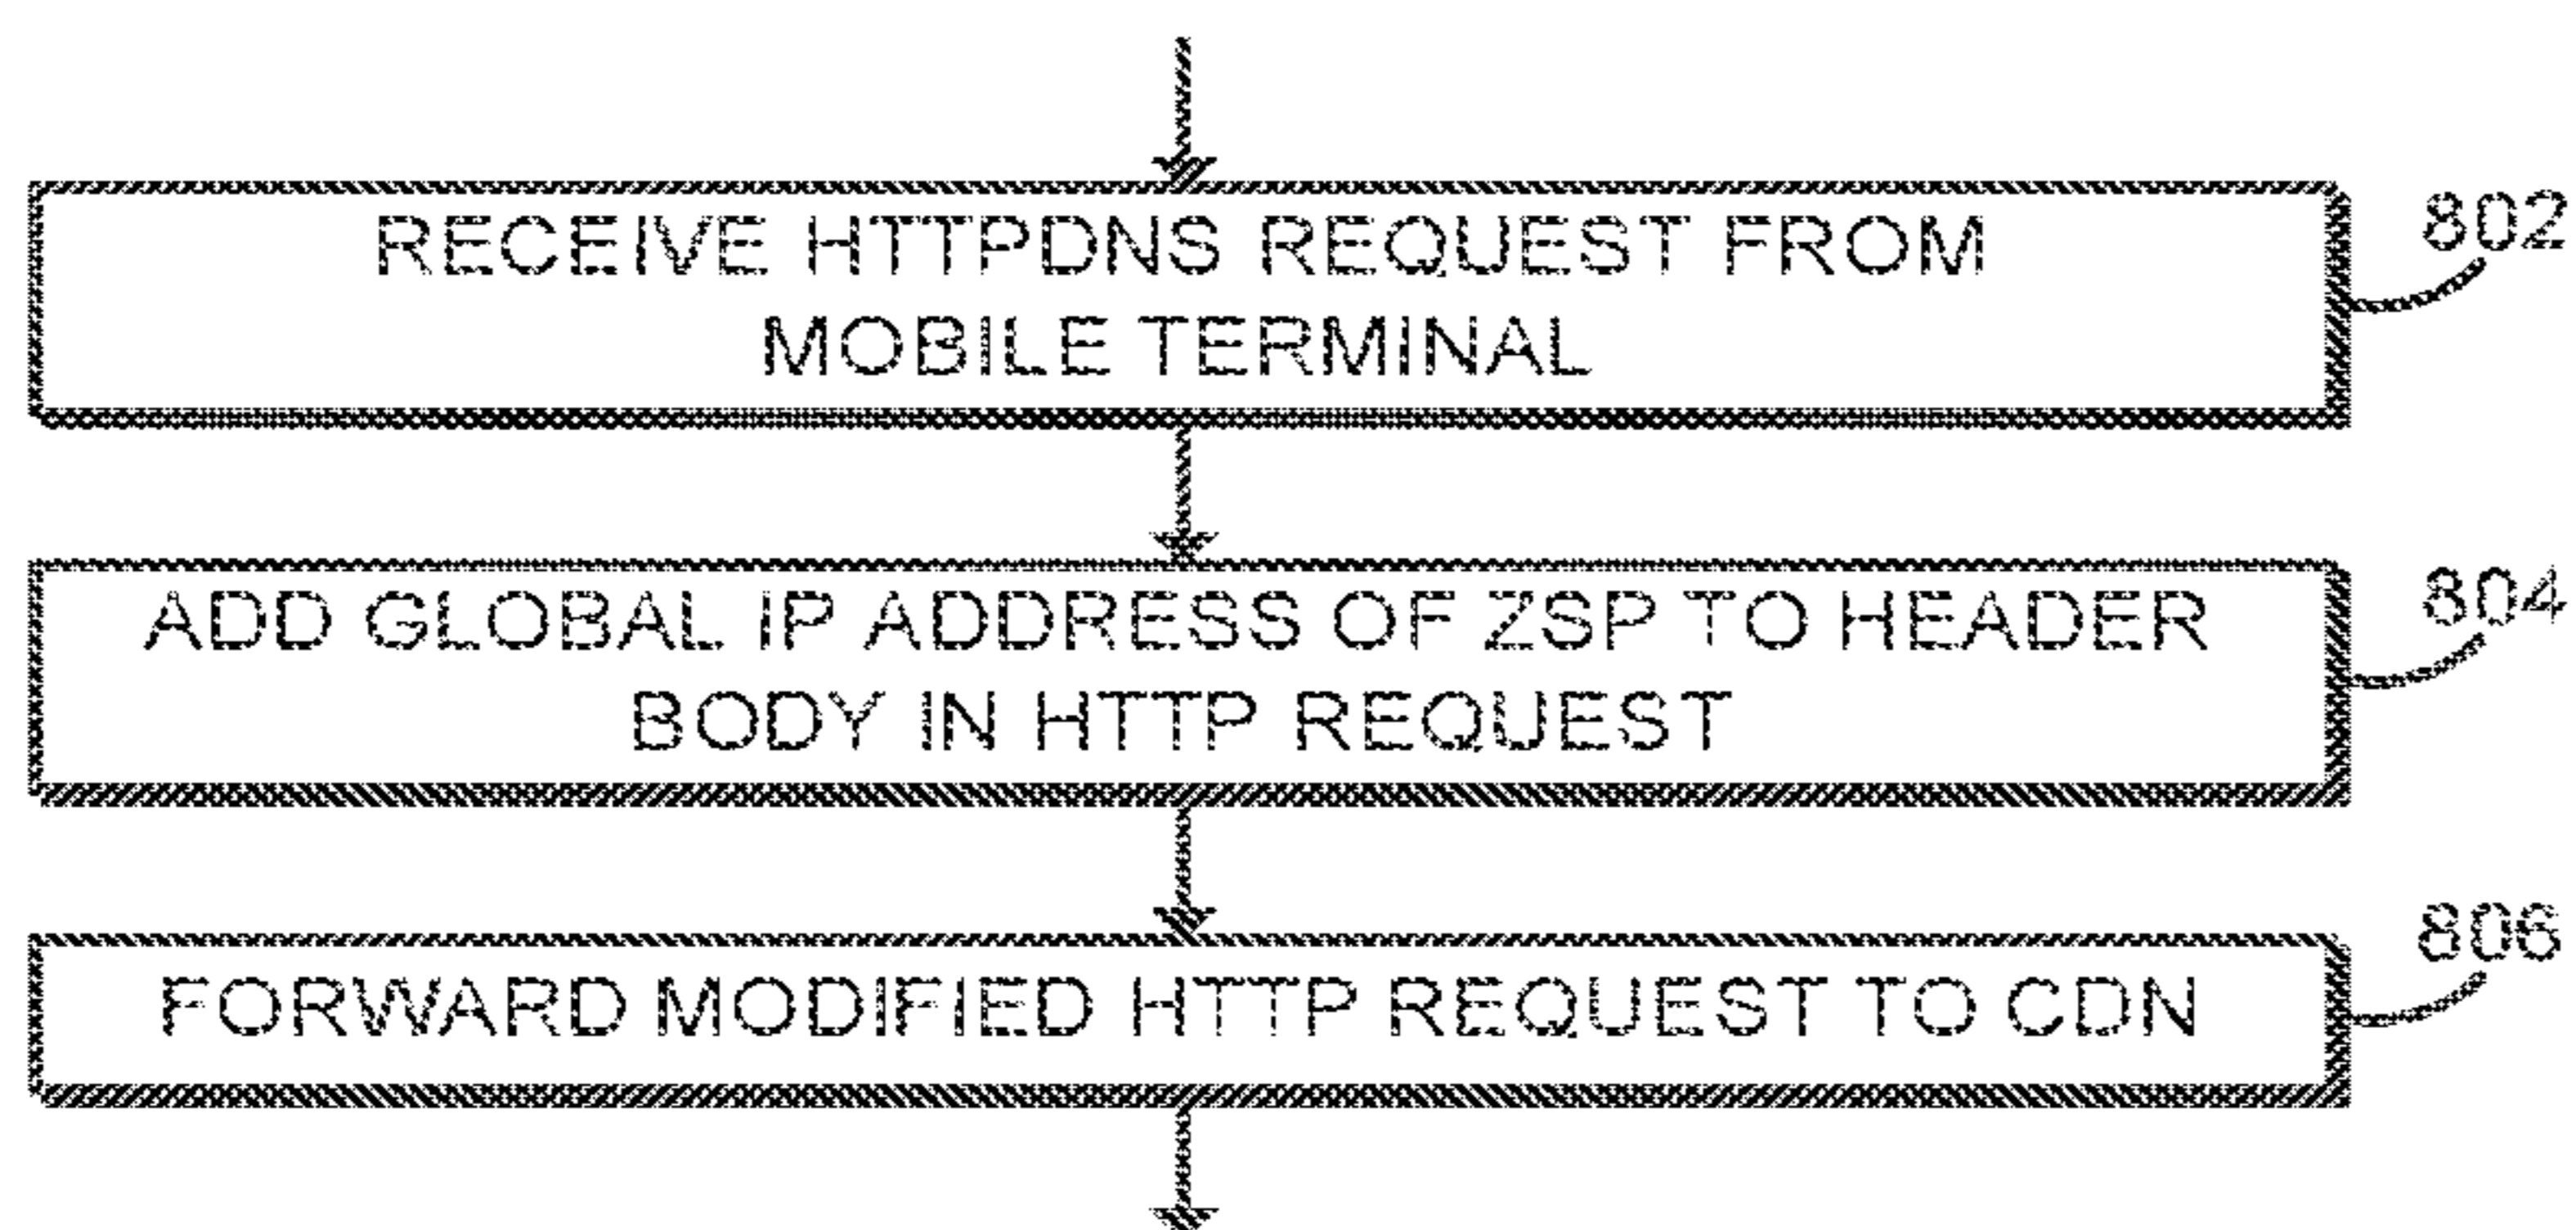 RECEIVE HTTPDNS REQUEST FROM
MOBILE TERMINAL
802
ADD GLOBAL IP ADDRESS OF ZSP TO HEADER
BODY IN HTTP REQUEST
804
FORWARD MODIFIED HTTP REQUEST TO CDN
806